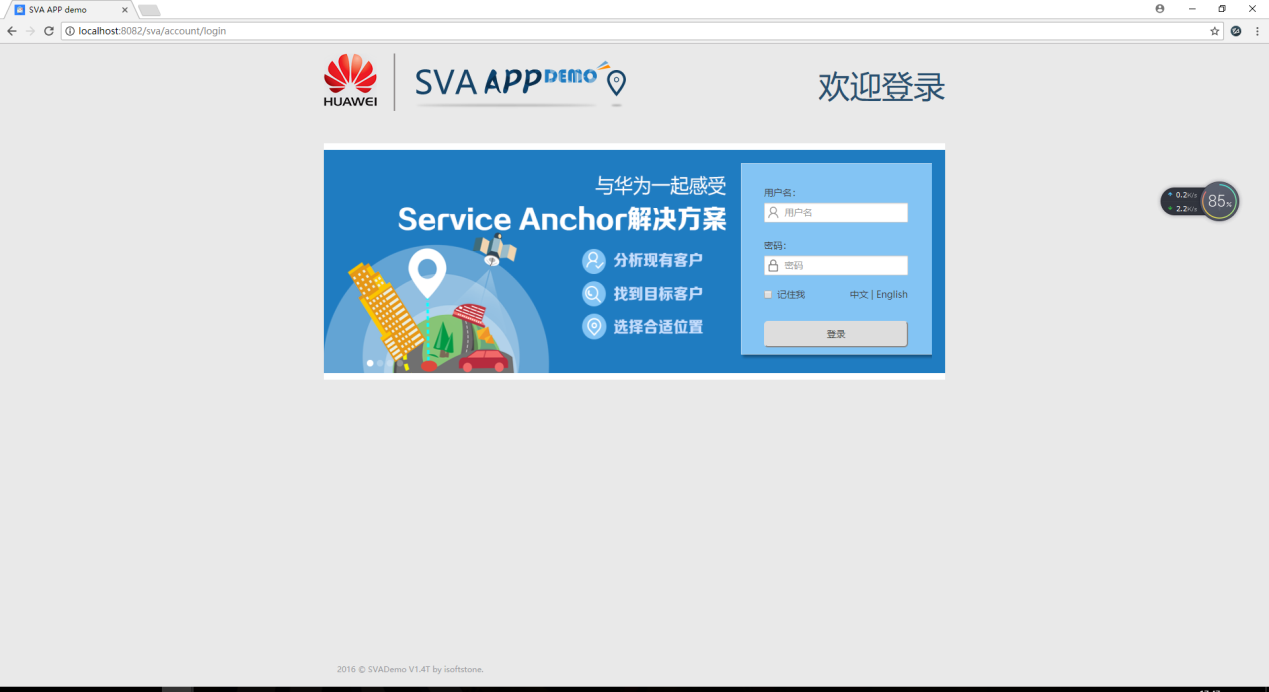 SVA APP demo
localhost:8082/sva/account/login
HUAWEI
SVA APP DEMO
欢迎登录
与华为一起感受
Service Anchor解决方案
分析现有客户
找到目标客户
选择合适位置
用户名:
用户名
密码:
密码
记住我
中文 | English
登录
0.2K/s
2.2K/s
85%
2016 © SVADemo V1.4T by isoftstone.